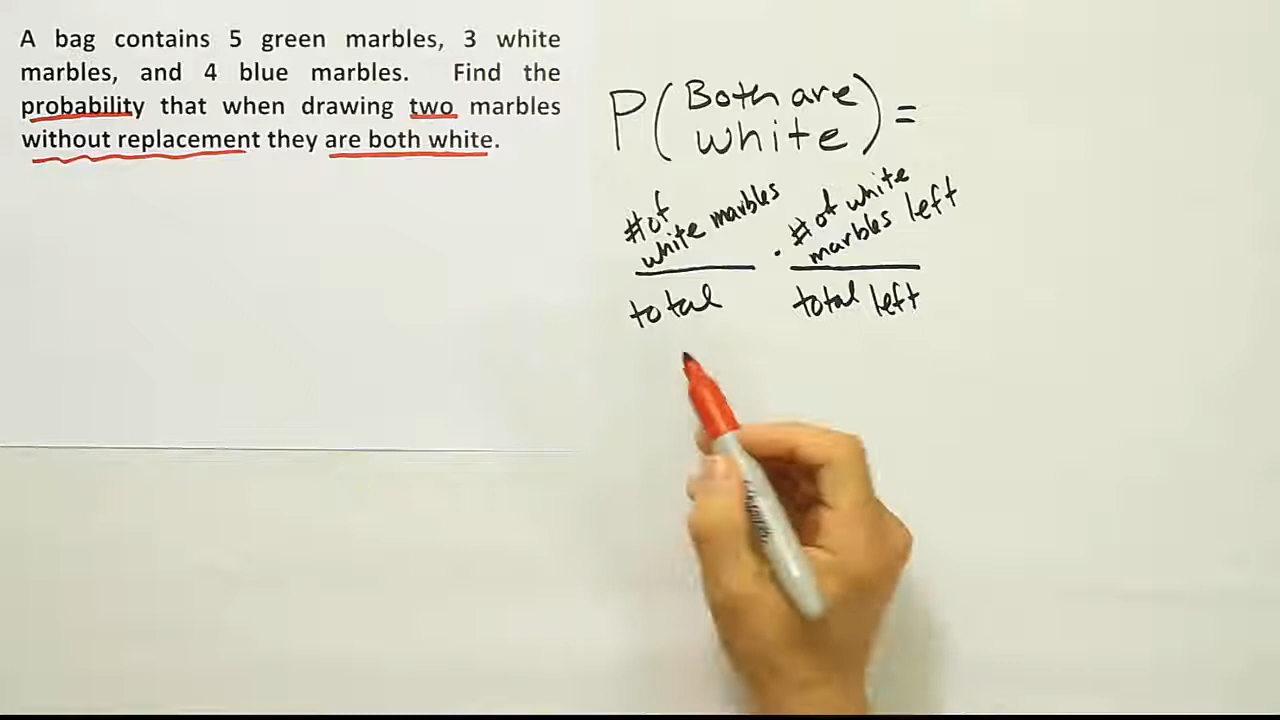 A bag contains 5 green marbles, 3 white
marbles, and 4 blue marbles. Find the
probability that when drawing two marbles
without replacement they are both white.
P(Both are
white) =
# of
white marbles
total
· # of white
marbles left
total left